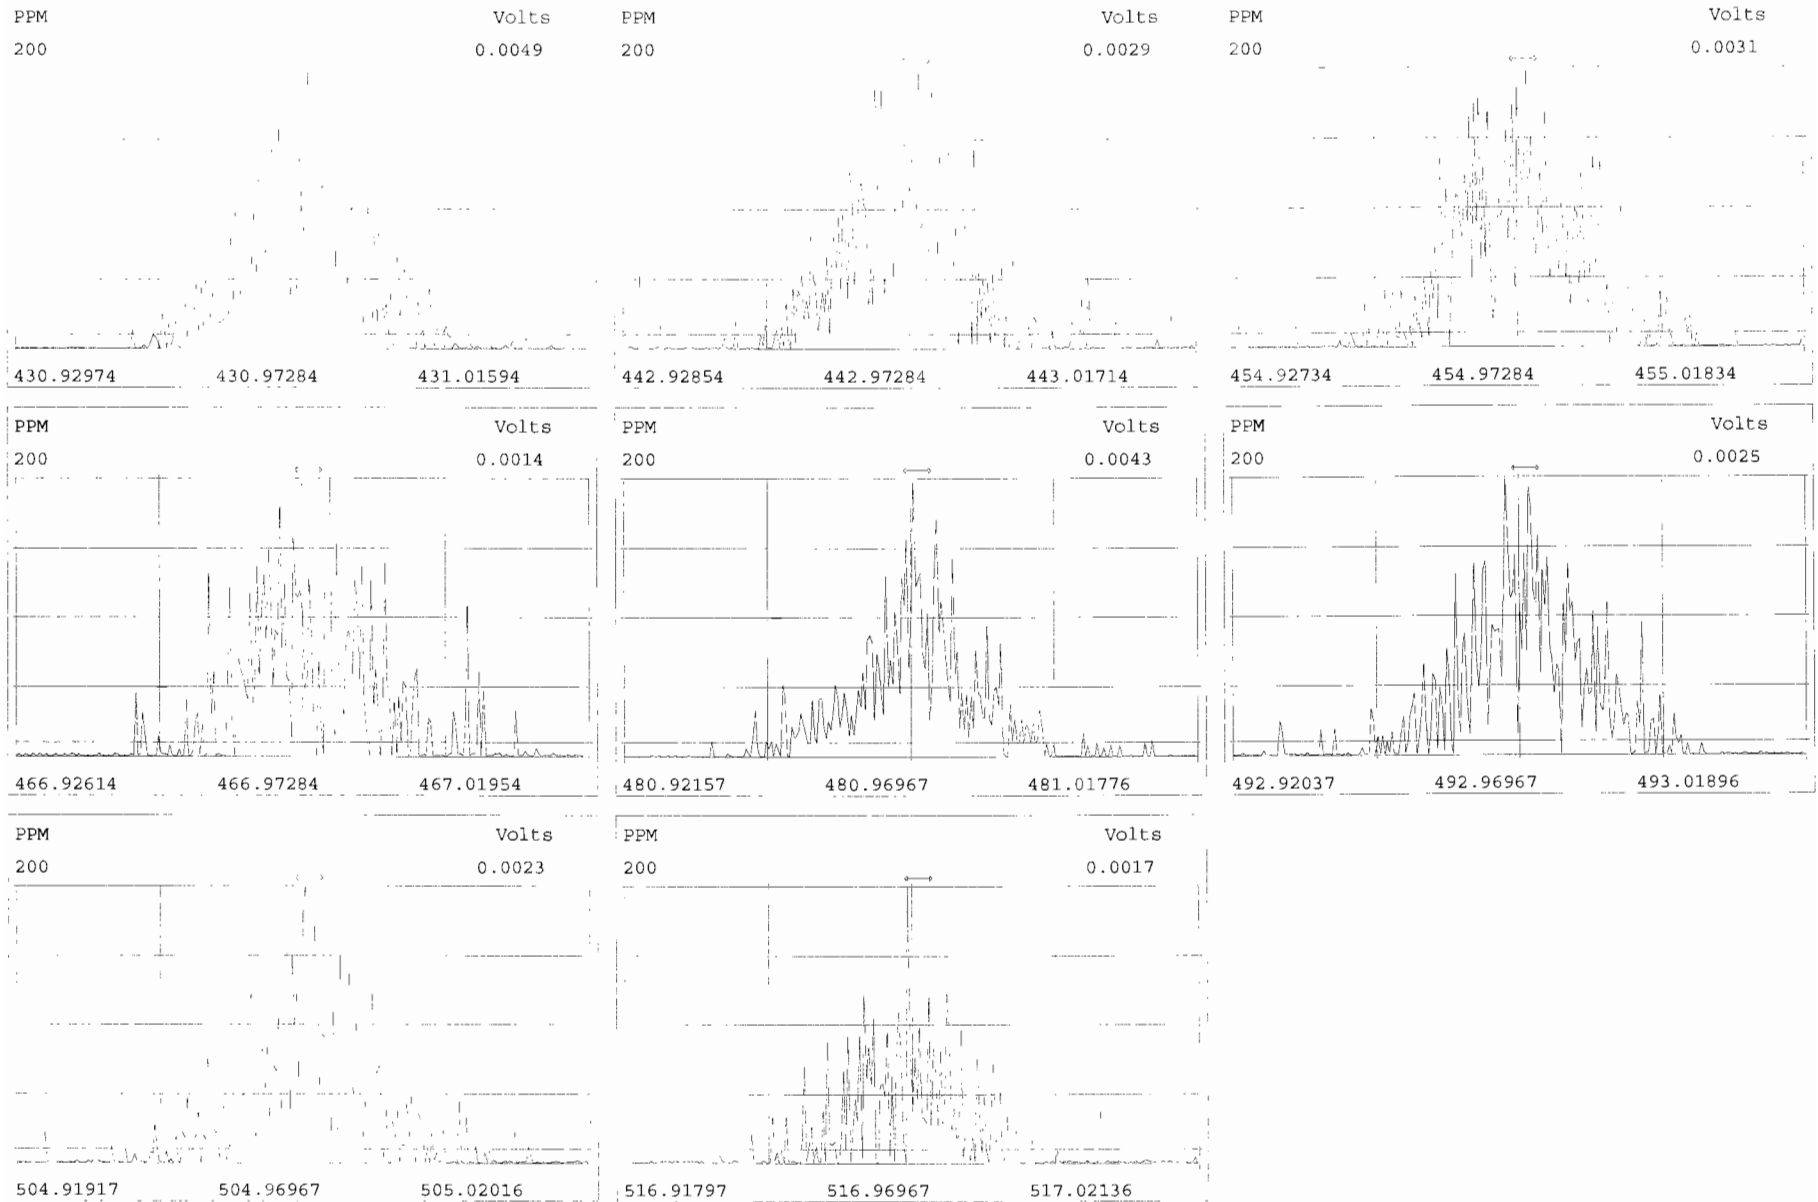 PPM Volts
200 0.0049
430.92974 430.97284 431.01594
PPM Volts
200 0.0029
442.92854 442.97284 443.01714
PPM Volts
200 0.0031
454.92734 454.97284 455.01834
PPM Volts
200 0.0014
466.92614 466.97284 467.01954
PPM Volts
200 0.0043
480.92157 480.96967 481.01776
PPM Volts
200 0.0025
492.92037 492.96967 493.01896
PPM Volts
200 0.0023
504.91917 504.96967 505.02016
PPM Volts
200 0.0017
516.91797 516.96967 517.02136